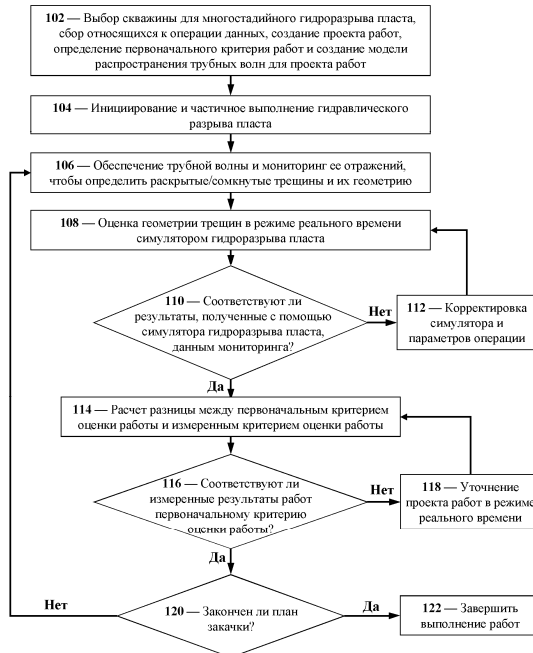 102 — Выбор скважины для многостадийного гидроразрыва пласта,
сбор относящихся к операции данных, создание проекта работ,
определение первоначального критерия работ и создание модели
распространения трубных волн для проекта работ
104 — Инициирование и частичное выполнение гидравлического
разрыва пласта
106 — Обеспечение трубной волны и мониторинг ее отражений,
чтобы определить раскрытые/сомкнутые трещины и их геометрию
108 — Оценка геометрии трещин в режиме реального времени
симулятором гидроразрыва пласта
110 — Соответствуют ли
результаты, полученные с помощью
симулятора гидроразрыва пласта,
данным мониторинга?
Нет
112 — Корректировка
симулятора и
параметров операции
Да
114 — Расчет разницы между первоначальным критерием
оценки работы и измеренным критерием оценки работы
116 — Соответствуют ли
измеренные результаты работ
первоначальному критерию
оценки работы?
Нет
118 — Уточнение
проекта работ в режиме
реального времени
Да
Нет
120 — Закончен ли план
закачки?
Да
122 — Завершить
выполнение работ